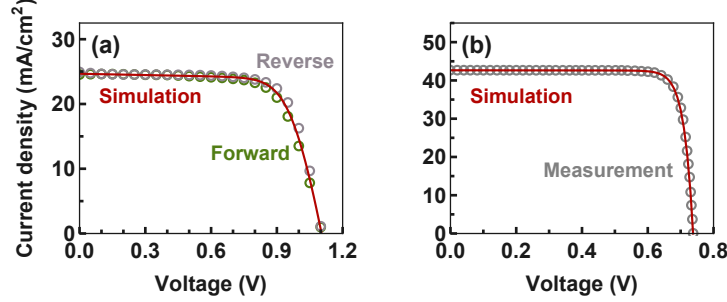 Current density (mA/cm²)
(a)
Reverse
Simulation
Forward
30
20
10
0
0.0 0.3 0.6 0.9 1.2
Voltage (V)
(b)
Simulation
Measurement
50
40
30
20
10
0
0.0 0.2 0.4 0.6 0.8
Voltage (V)